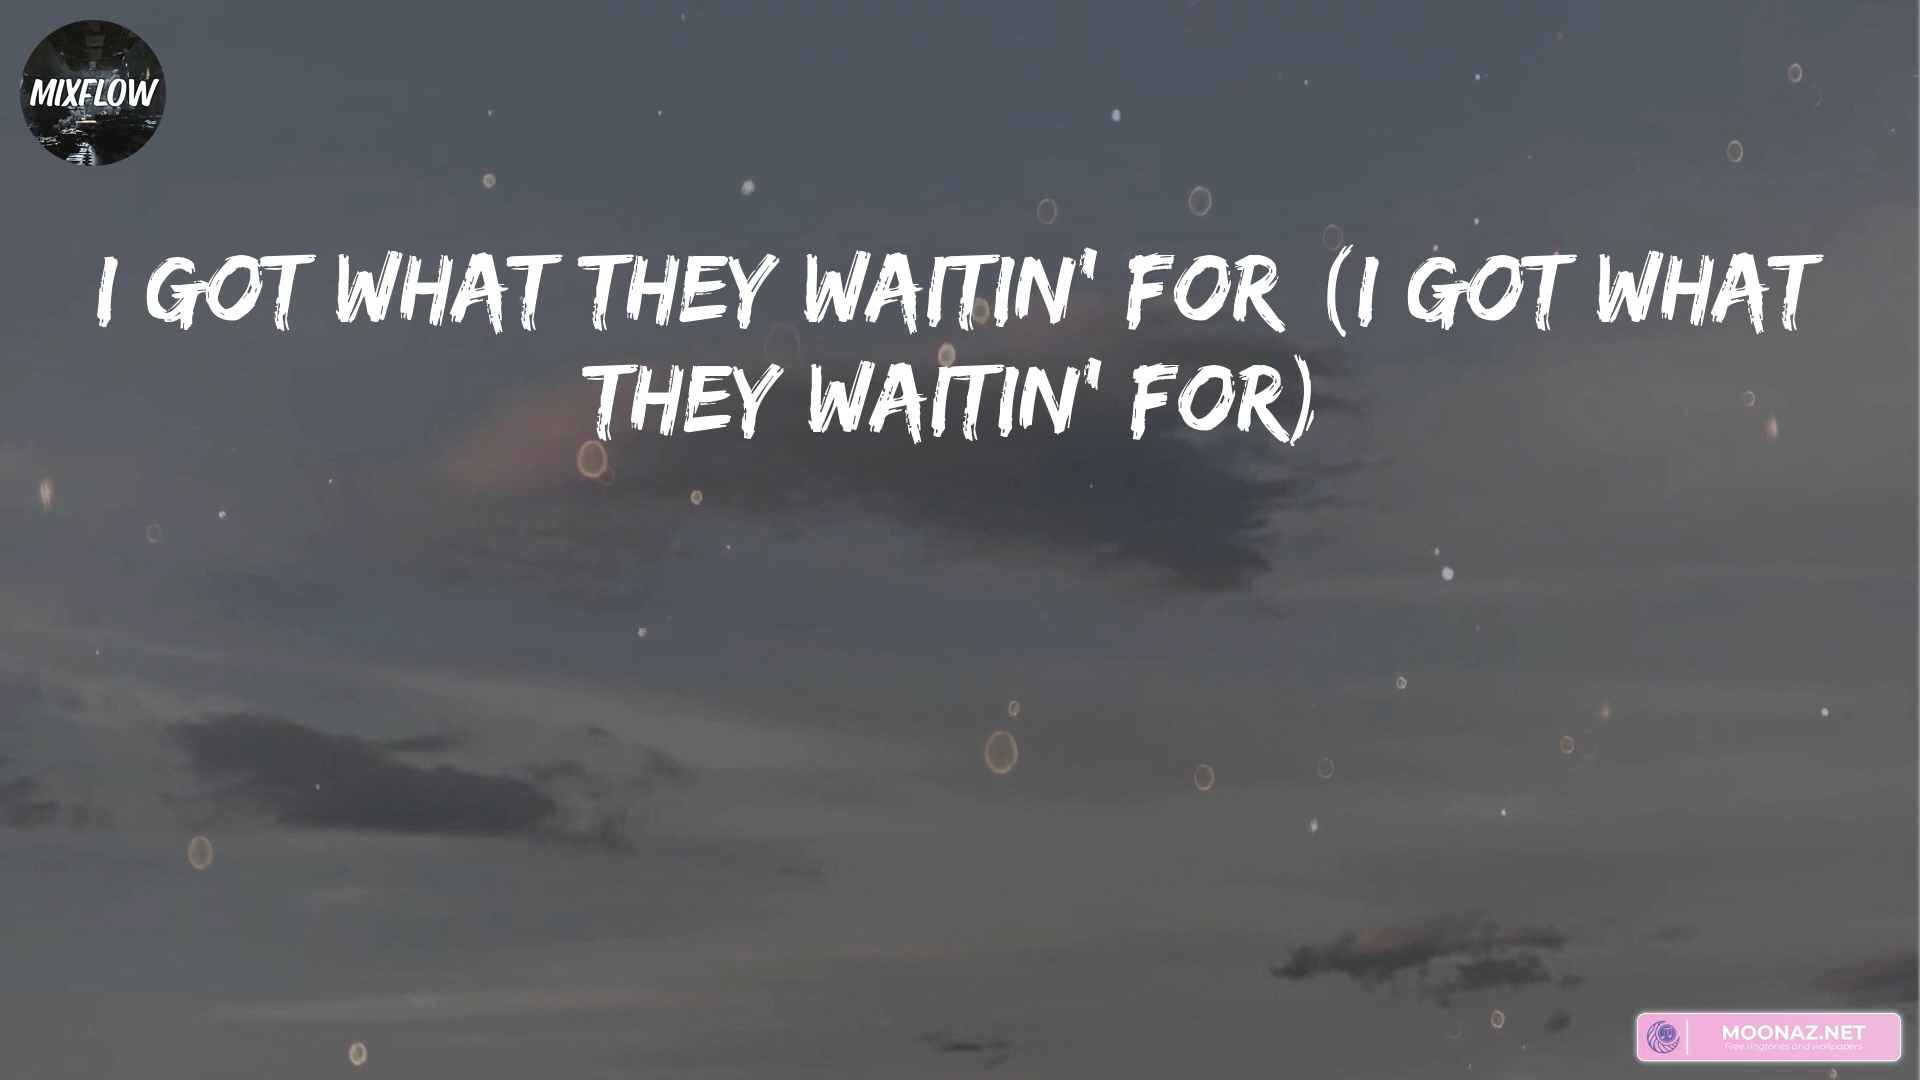 MIXFLOW
I GOT WHAT THEY WAITIN' FOR (I GOT WHAT
THEY WAITIN' FOR)
MOONAZ.NET
Free ringtones and wallpapers